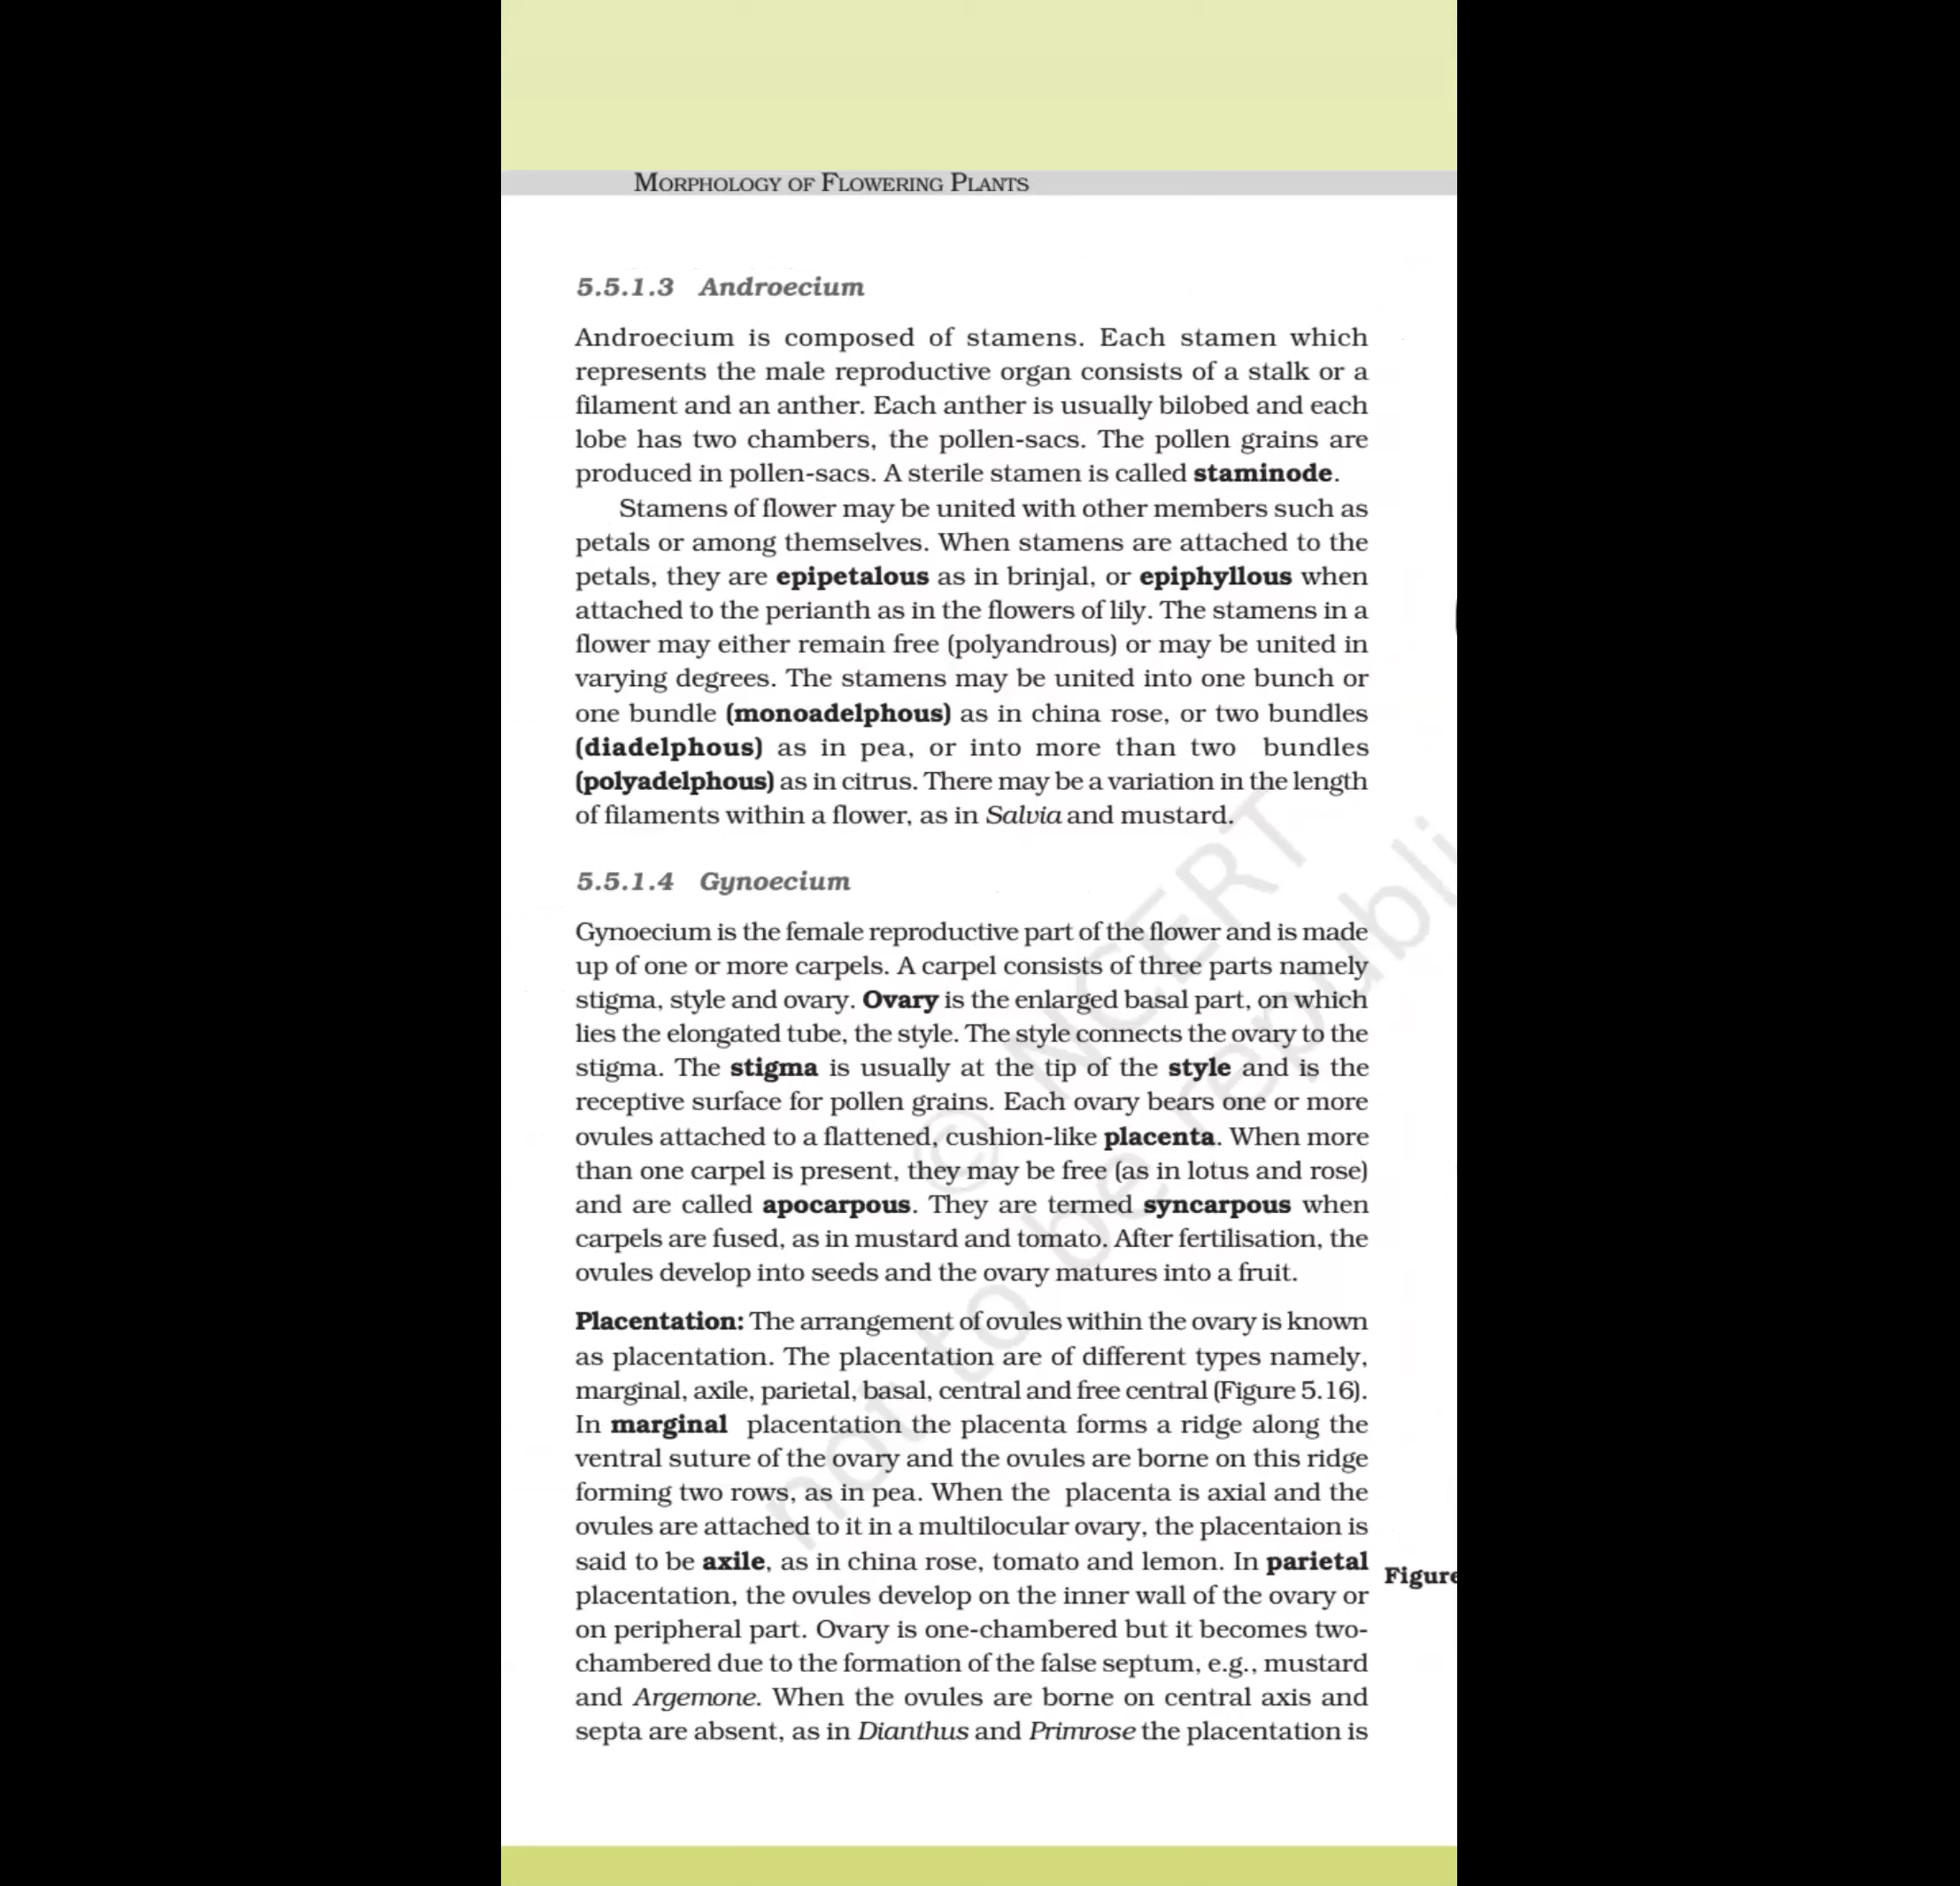 MORPHOLOGY OF FLOWERING PLANTS
5.5.1.3 Androecium
Androecium is composed of stamens. Each stamen which
represents the male reproductive organ consists of a stalk or a
filament and an anther. Each anther is usually bilobed and each
lobe has two chambers, the pollen-sacs. The pollen grains are
produced in pollen-sacs. A sterile stamen is called staminode.
Stamens of flower may be united with other members such as
petals or among themselves. When stamens are attached to the
petals, they are epipetalous as in brinjal, or epiphyllous when
attached to the perianth as in the flowers of lily. The stamens in a
flower may either remain free (polyandrous) or may be united in
varying degrees. The stamens may be united into one bunch or
one bundle (monoadelphous) as in china rose, or two bundles
(diadelphous) as in pea, or into more than two bundles
(polyadelphous) as in citrus. There may be a variation in the length
of filaments within a flower, as in Salvia and mustard.
5.5.1.4 Gynoecium
Gynoecium is the female reproductive part of the flower and is made
up of one or more carpels. A carpel consists of three parts namely
stigma, style and ovary. Ovary is the enlarged basal part, on which
lies the elongated tube, the style. The style connects the ovary to the
stigma. The stigma is usually at the tip of the style and is the
receptive surface for pollen grains. Each ovary bears one or more
ovules attached to a flattened, cushion-like placenta. When more
than one carpel is present, they may be free (as in lotus and rose)
and are called apocarpous. They are termed syncarpous when
carpels are fused, as in mustard and tomato. After fertilisation, the
ovules develop into seeds and the ovary matures into a fruit.
Placentation: The arrangement of ovules within the ovary is known
as placentation. The placentation are of different types namely,
marginal, axile, parietal, basal, central and free central (Figure 5.16).
In marginal placentation the placenta forms a ridge along the
ventral suture of the ovary and the ovules are borne on this ridge
forming two rows, as in pea. When the placenta is axial and the
ovules are attached to it in a multilocular ovary, the placentaion is
said to be axile, as in china rose, tomato and lemon. In parietal
placentation, the ovules develop on the inner wall of the ovary or
on peripheral part. Ovary is one-chambered but it becomes two-
chambered due to the formation of the false septum, e.g., mustard
and Argemone. When the ovules are borne on central axis and
septa are absent, as in Dianthus and Primrose the placentation is
Figure
© NCERT
not to be republi